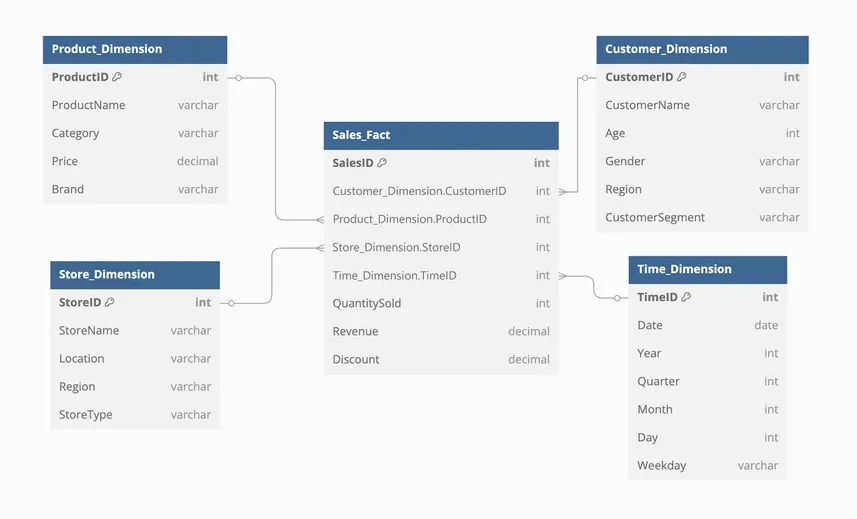 Product_Dimension
ProductID int
ProductName varchar
Category varchar
Price decimal
Brand varchar
Customer_Dimension
CustomerID int
CustomerName varchar
Age int
Gender varchar
Region varchar
CustomerSegment varchar
Sales_Fact
SalesID int
Customer_Dimension.CustomerID int
Product_Dimension.ProductID int
Store_Dimension.StoreID int
Time_Dimension.TimeID int
QuantitySold int
Revenue decimal
Discount decimal
Store_Dimension
StoreID int
StoreName varchar
Location varchar
Region varchar
StoreType varchar
Time_Dimension
TimeID int
Date date
Year int
Quarter int
Month int
Day int
Weekday varchar